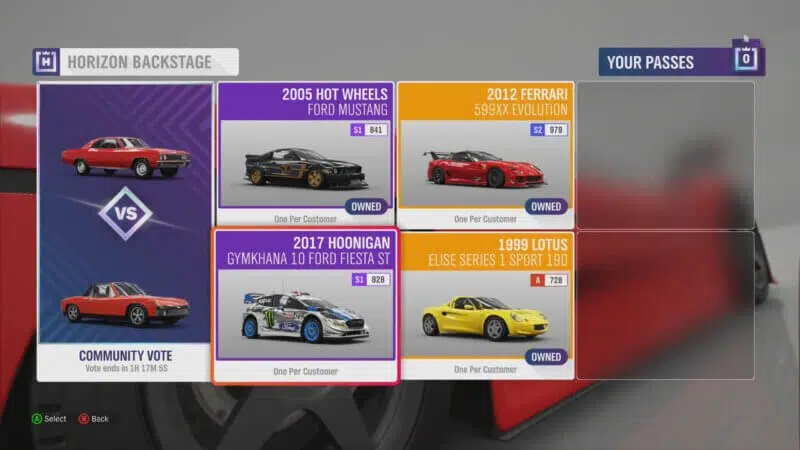 H HORIZON BACKSTAGE
YOUR PASSES 0
VS
COMMUNITY VOTE
Vote ends in 1H 17M 5S
2005 HOT WHEELS
FORD MUSTANG
S1 841
OWNED
One Per Customer
2012 FERRARI
599XX EVOLUTION
S2 979
OWNED
One Per Customer
2017 HOONIGAN
GYMKHANA 10 FORD FIESTA ST
S1 828
One Per Customer
1999 LOTUS
ELISE SERIES 1 SPORT 190
A 728
OWNED
One Per Customer
A Select B Back